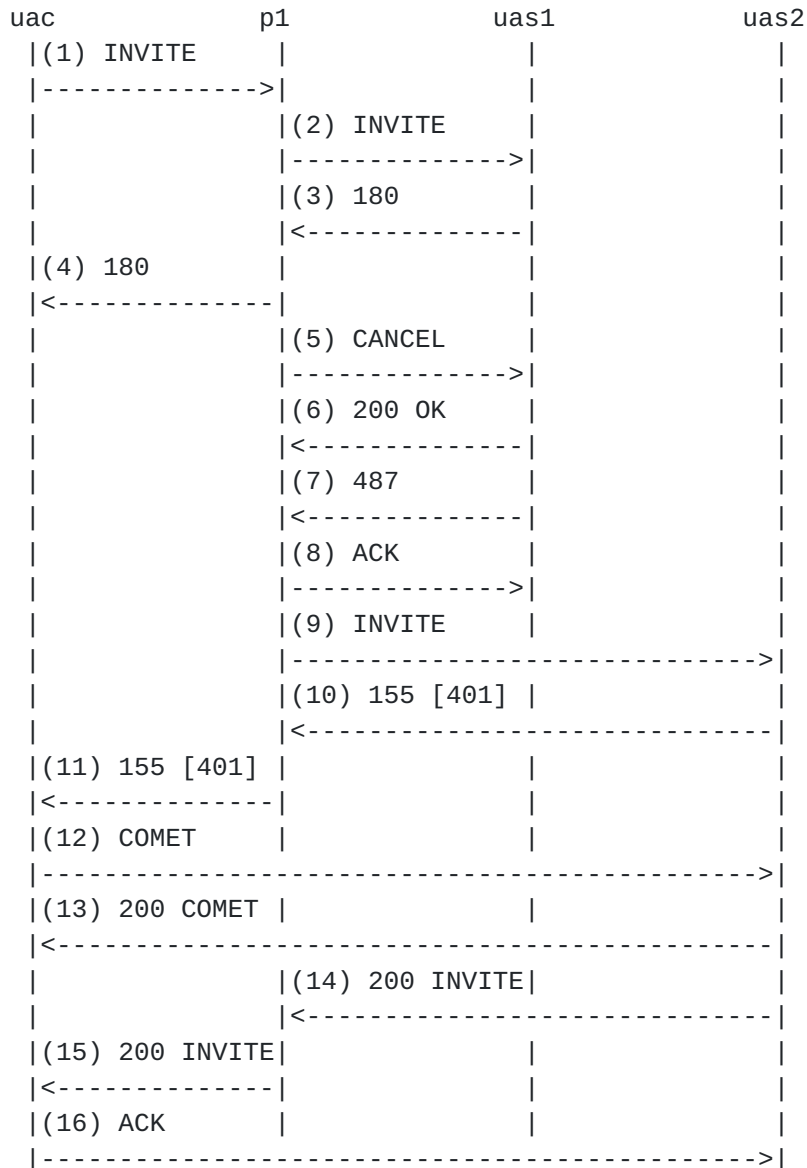 uac p1 uas1 uas2
|(1) INVITE | | |
|-------------->| | |
| |(2) INVITE | |
| |-------------->| |
| |(3) 180 | |
| |<--------------| |
|(4) 180 | | |
|<--------------| | |
| |(5) CANCEL | |
| |-------------->| |
| |(6) 200 OK | |
| |<--------------| |
| |(7) 487 | |
| |<--------------| |
| |(8) ACK | |
| |-------------->| |
| |(9) INVITE | |
| |------------------------------>|
| |(10) 155 [401] | |
| |<------------------------------|
|(11) 155 [401] | | |
|<--------------| | |
|(12) COMET | | |
|---------------------------------------------->|
|(13) 200 COMET | | |
|<----------------------------------------------|
| |(14) 200 INVITE| |
| |<------------------------------|
|(15) 200 INVITE| | |
|<--------------| | |
|(16) ACK | | |
|---------------------------------------------->|